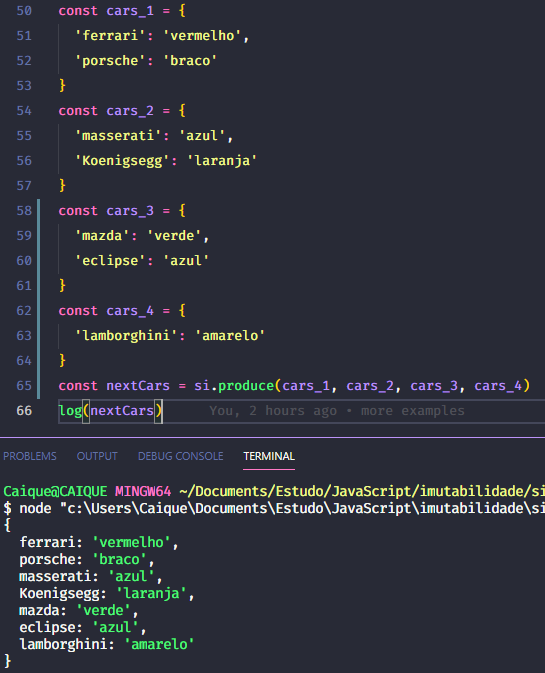 50 const cars_1 = {
51 'ferrari': 'vermelho',
52 'porsche': 'braco'
53 }
54 const cars_2 = {
55 'masserati': 'azul',
56 'Koenigsegg': 'laranja'
57 }
58 const cars_3 = {
59 'mazda': 'verde',
60 'eclipse': 'azul'
61 }
62 const cars_4 = {
63 'lamborghini': 'amarelo'
64 }
65 const nextCars = si.produce(cars_1, cars_2, cars_3, cars_4)
66 log(nextCars) You, 2 hours ago • more examples
PROBLEMS OUTPUT DEBUG CONSOLE TERMINAL
Caique@CAIQUE MINGW64 ~/Documents/Estudo/JavaScript/imutabilidade/si
$ node "c:\Users\Caique\Documents\Estudo\JavaScript\imutabilidade\si
{
ferrari: 'vermelho',
porsche: 'braco',
masserati: 'azul',
Koenigsegg: 'laranja',
mazda: 'verde',
eclipse: 'azul',
lamborghini: 'amarelo'
}